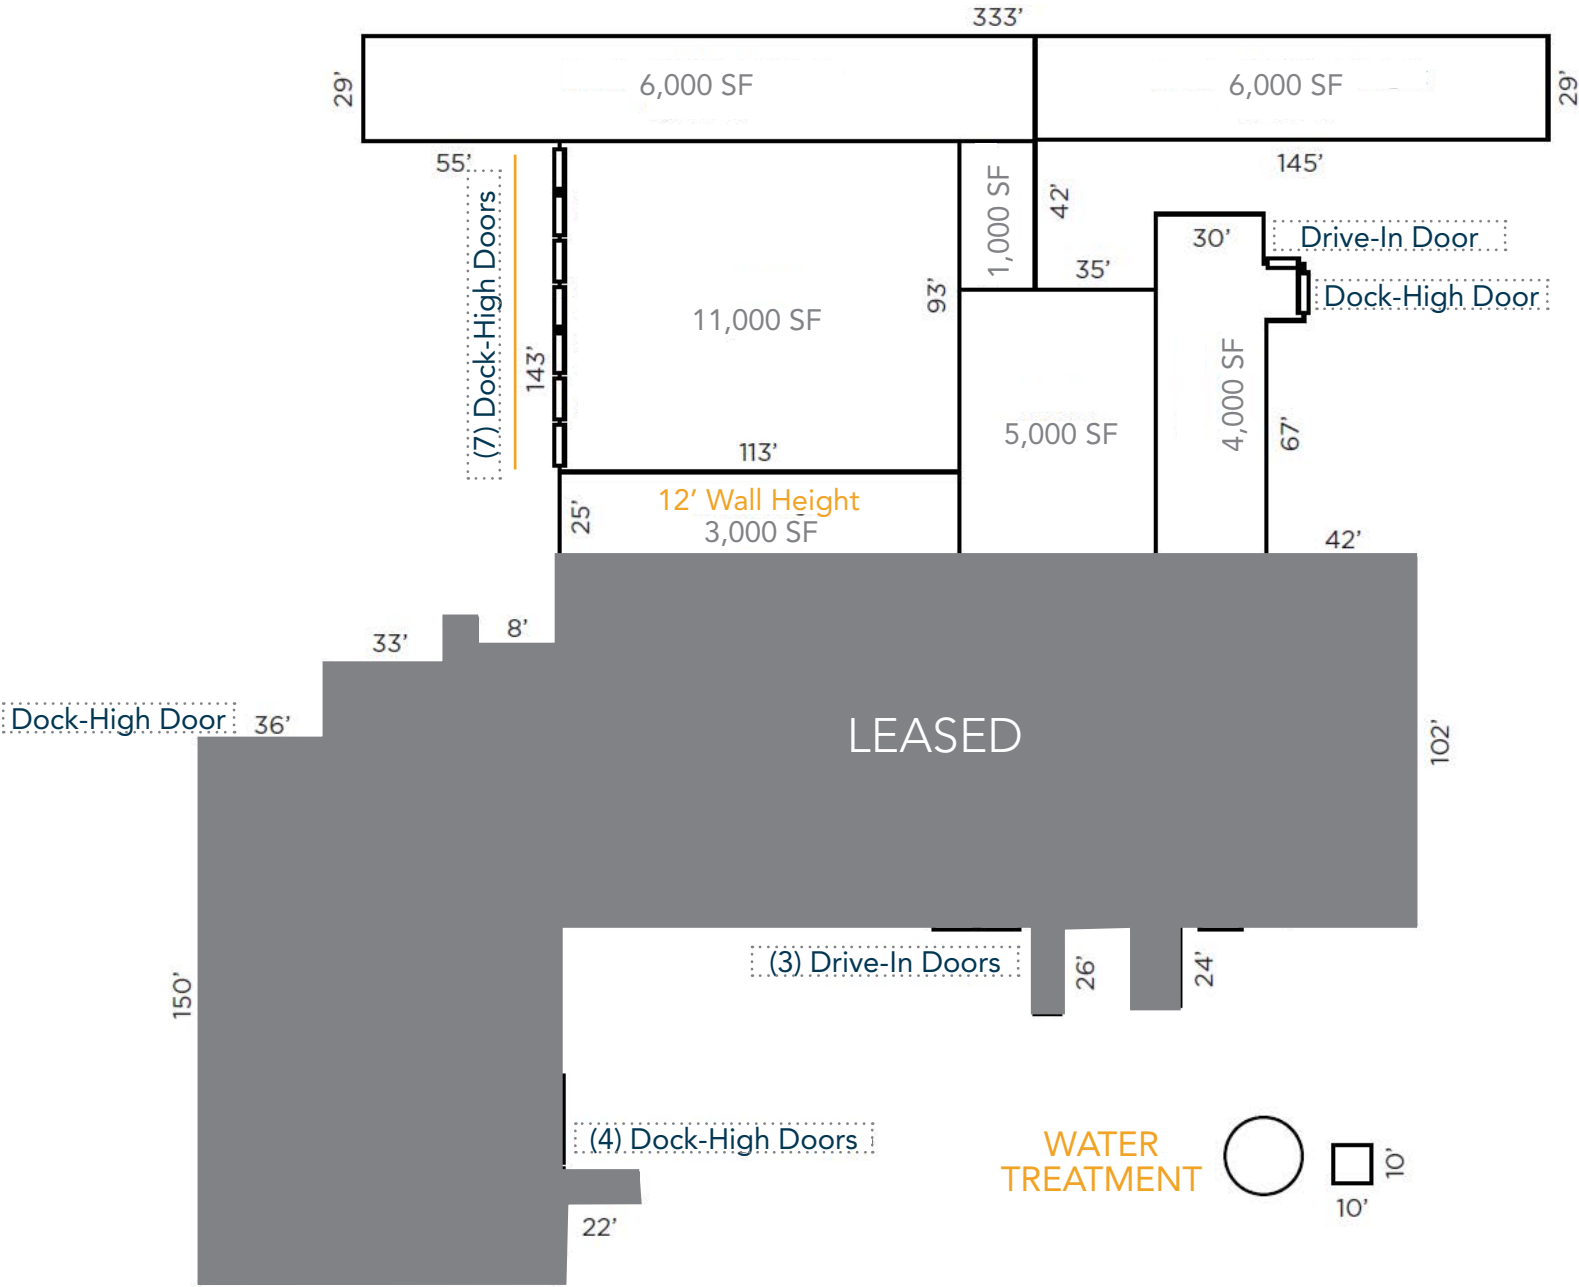 333’
29’
6,000 SF
6,000 SF
29’
55’
145’
(7) Dock-High Doors
1,000 SF
42’
30’
Drive-In Door
35’
Dock-High Door
93’
11,000 SF
143’
4,000 SF
67’
5,000 SF
113’
12’ Wall Height
3,000 SF
25’
42’
8’
33’
Dock-High Door
36’
LEASED
102’
(3) Drive-In Doors
26’
24’
150’
(4) Dock-High Doors
WATER
TREATMENT
10’
10’
22’